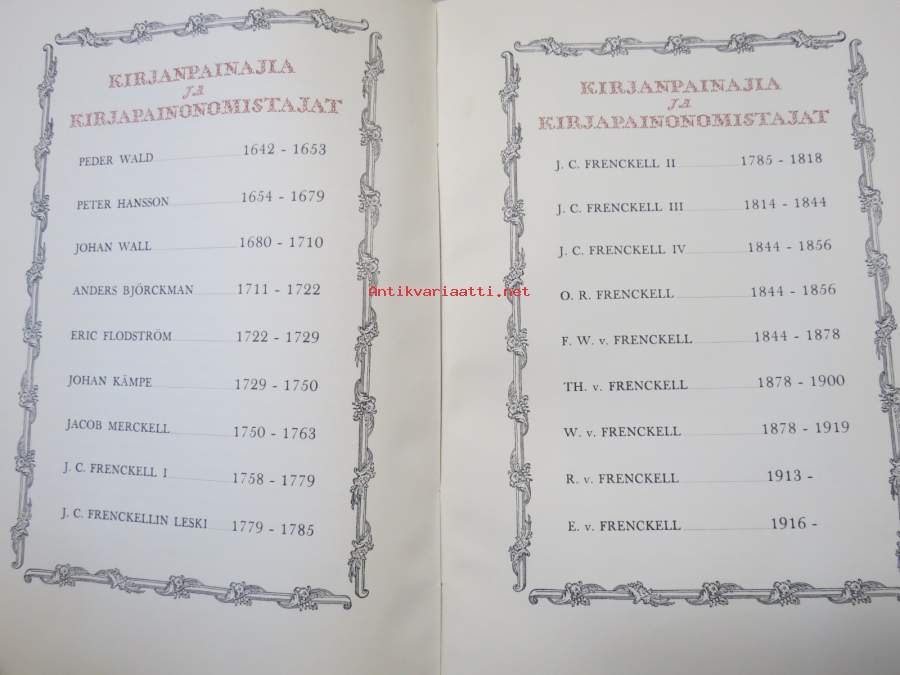 KIRJANPAINAJIA
JA
KIRJAPAINONOMISTAJAT
PEDER WALD 1642 - 1653
PETER HANSSON 1654 - 1679
JOHAN WALL 1680 - 1710
ANDERS BJÖRCKMAN 1711 - 1722
ERIC FLODSTRÖM 1722 - 1729
JOHAN KÄMPE 1729 - 1750
JACOB MERCKELL 1750 - 1763
J. C. FRENCKELL I 1758 - 1779
J. C. FRENCKELLIN LESKI 1779 - 1785
KIRJANPAINAJIA
JA
KIRJAPAINONOMISTAJAT
J. C. FRENCKELL II 1785 - 1818
J. C. FRENCKELL III 1814 - 1844
J. C. FRENCKELL IV 1844 - 1856
O. R. FRENCKELL 1844 - 1856
F. W. v. FRENCKELL 1844 - 1878
TH. v. FRENCKELL 1878 - 1900
W. v. FRENCKELL 1878 - 1919
R. v. FRENCKELL 1913 -
E. v. FRENCKELL 1916 -
Antikvariaatti.net